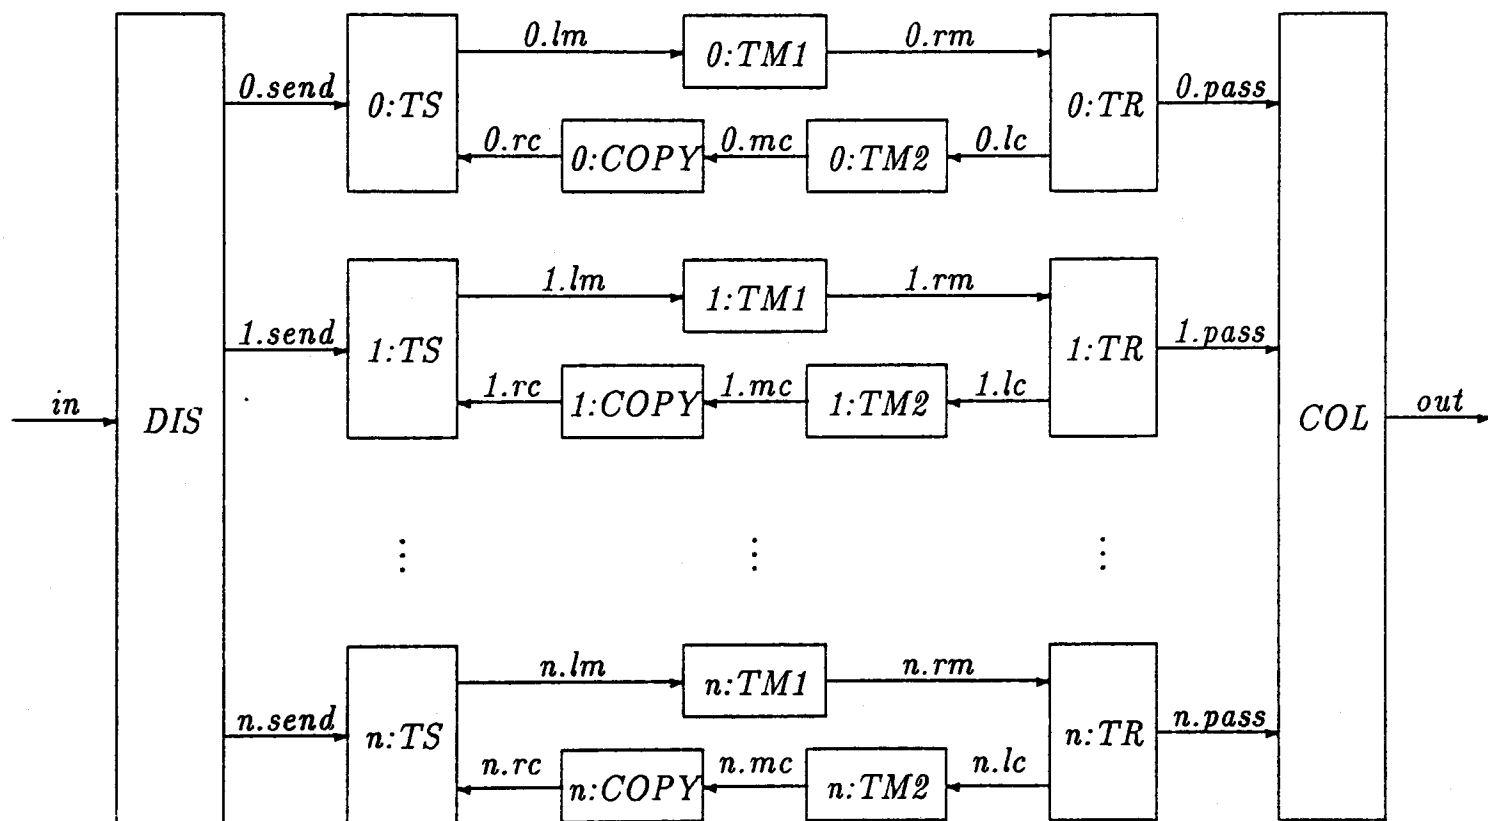 0.lm 0.rm
0:TM1
0.send 0:TS 0:TR 0.pass
0.rc 0:COPY 0.mc 0:TM2 0.lc
1.lm 1.rm
1:TM1
1.send 1:TS 1:TR 1.pass
1.rc 1:COPY 1.mc 1:TM2 1.lc
in DIS COL out
⋮ ⋮ ⋮
n.lm n.rm
n:TM1
n.send n:TS n:TR n.pass
n.rc n:COPY n.mc n:TM2 n.lc